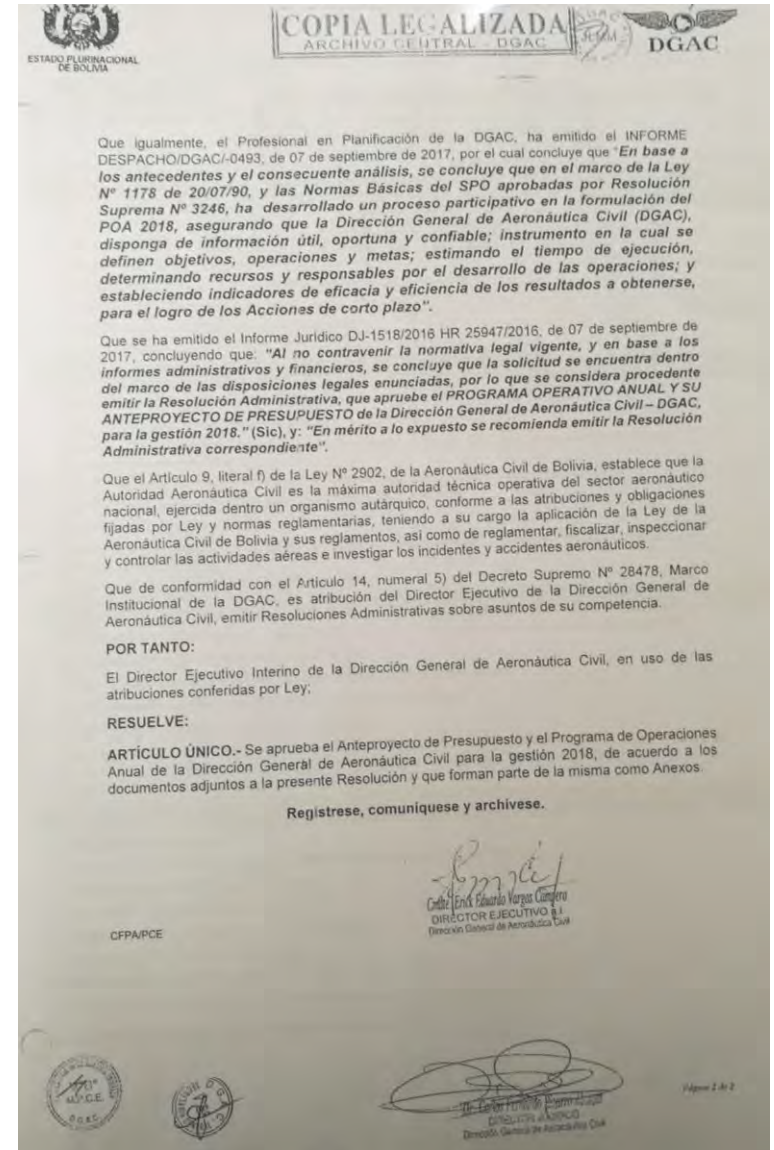 ESTADO PLURINACIONAL
DE BOLIVIA
COPIA LEGALIZADA
ARCHIVO CENTRAL - DGAC
DGAC
Que igualmente, el Profesional en Planificación de la DGAC, ha emitido el INFORME
DESPACHO/DGAC/-0493, de 07 de septiembre de 2017, por el cual concluye que "En base a
los antecedentes y el consecuente análisis, se concluye que en el marco de la Ley
Nº 1178 de 20/07/90, y las Normas Básicas del SPO aprobadas por Resolución
Suprema Nº 3246, ha desarrollado un proceso participativo en la formulación del
POA 2018, asegurando que la Dirección General de Aeronáutica Civil (DGAC),
disponga de información útil, oportuna y confiable; instrumento en la cual se
definen objetivos, operaciones y metas; estimando el tiempo de ejecución,
determinando recursos y responsables por el desarrollo de las operaciones; y
estableciendo indicadores de eficacia y eficiencia de los resultados a obtenerse,
para el logro de los Acciones de corto plazo".
Que se ha emitido el Informe Jurídico DJ-1518/2016 HR 25947/2016, de 07 de septiembre de
2017, concluyendo que: "Al no contravenir la normativa legal vigente, y en base a los
informes administrativos y financieros, se concluye que la solicitud se encuentra dentro
del marco de las disposiciones legales enunciadas, por lo que se considera procedente
emitir la Resolución Administrativa, que apruebe el PROGRAMA OPERATIVO ANUAL Y SU
ANTEPROYECTO DE PRESUPUESTO de la Dirección General de Aeronáutica Civil – DGAC,
para la gestión 2018." (Sic), y: "En mérito a lo expuesto se recomienda emitir la Resolución
Administrativa correspondiente".
Que el Artículo 9, literal f) de la Ley Nº 2902, de la Aeronáutica Civil de Bolivia, establece que la
Autoridad Aeronáutica Civil es la máxima autoridad técnica operativa del sector aeronáutico
nacional, ejercida dentro un organismo autárquico, conforme a las atribuciones y obligaciones
fijadas por Ley y normas reglamentarias, teniendo a su cargo la aplicación de la Ley de la
Aeronáutica Civil de Bolivia y sus reglamentos, así como de reglamentar, fiscalizar, inspeccionar
y controlar las actividades aéreas e investigar los incidentes y accidentes aeronáuticos.
Que de conformidad con el Artículo 14, numeral 5) del Decreto Supremo Nº 28478, Marco
Institucional de la DGAC, es atribución del Director Ejecutivo de la Dirección General de
Aeronáutica Civil, emitir Resoluciones Administrativas sobre asuntos de su competencia.
POR TANTO:
El Director Ejecutivo Interino de la Dirección General de Aeronáutica Civil, en uso de las
atribuciones conferidas por Ley;
RESUELVE:
ARTÍCULO ÚNICO.- Se aprueba el Anteproyecto de Presupuesto y el Programa de Operaciones
Anual de la Dirección General de Aeronáutica Civil para la gestión 2018, de acuerdo a los
documentos adjuntos a la presente Resolución y que forman parte de la misma como Anexos.
Regístrese, comuníquese y archívese.
Erick Eduardo Vargas Campero
DIRECTOR EJECUTIVO a.i.
Dirección General de Aeronáutica Civil
CFPA/PCE
Página 2 de 2
Dirección General de Aeronáutica Civil